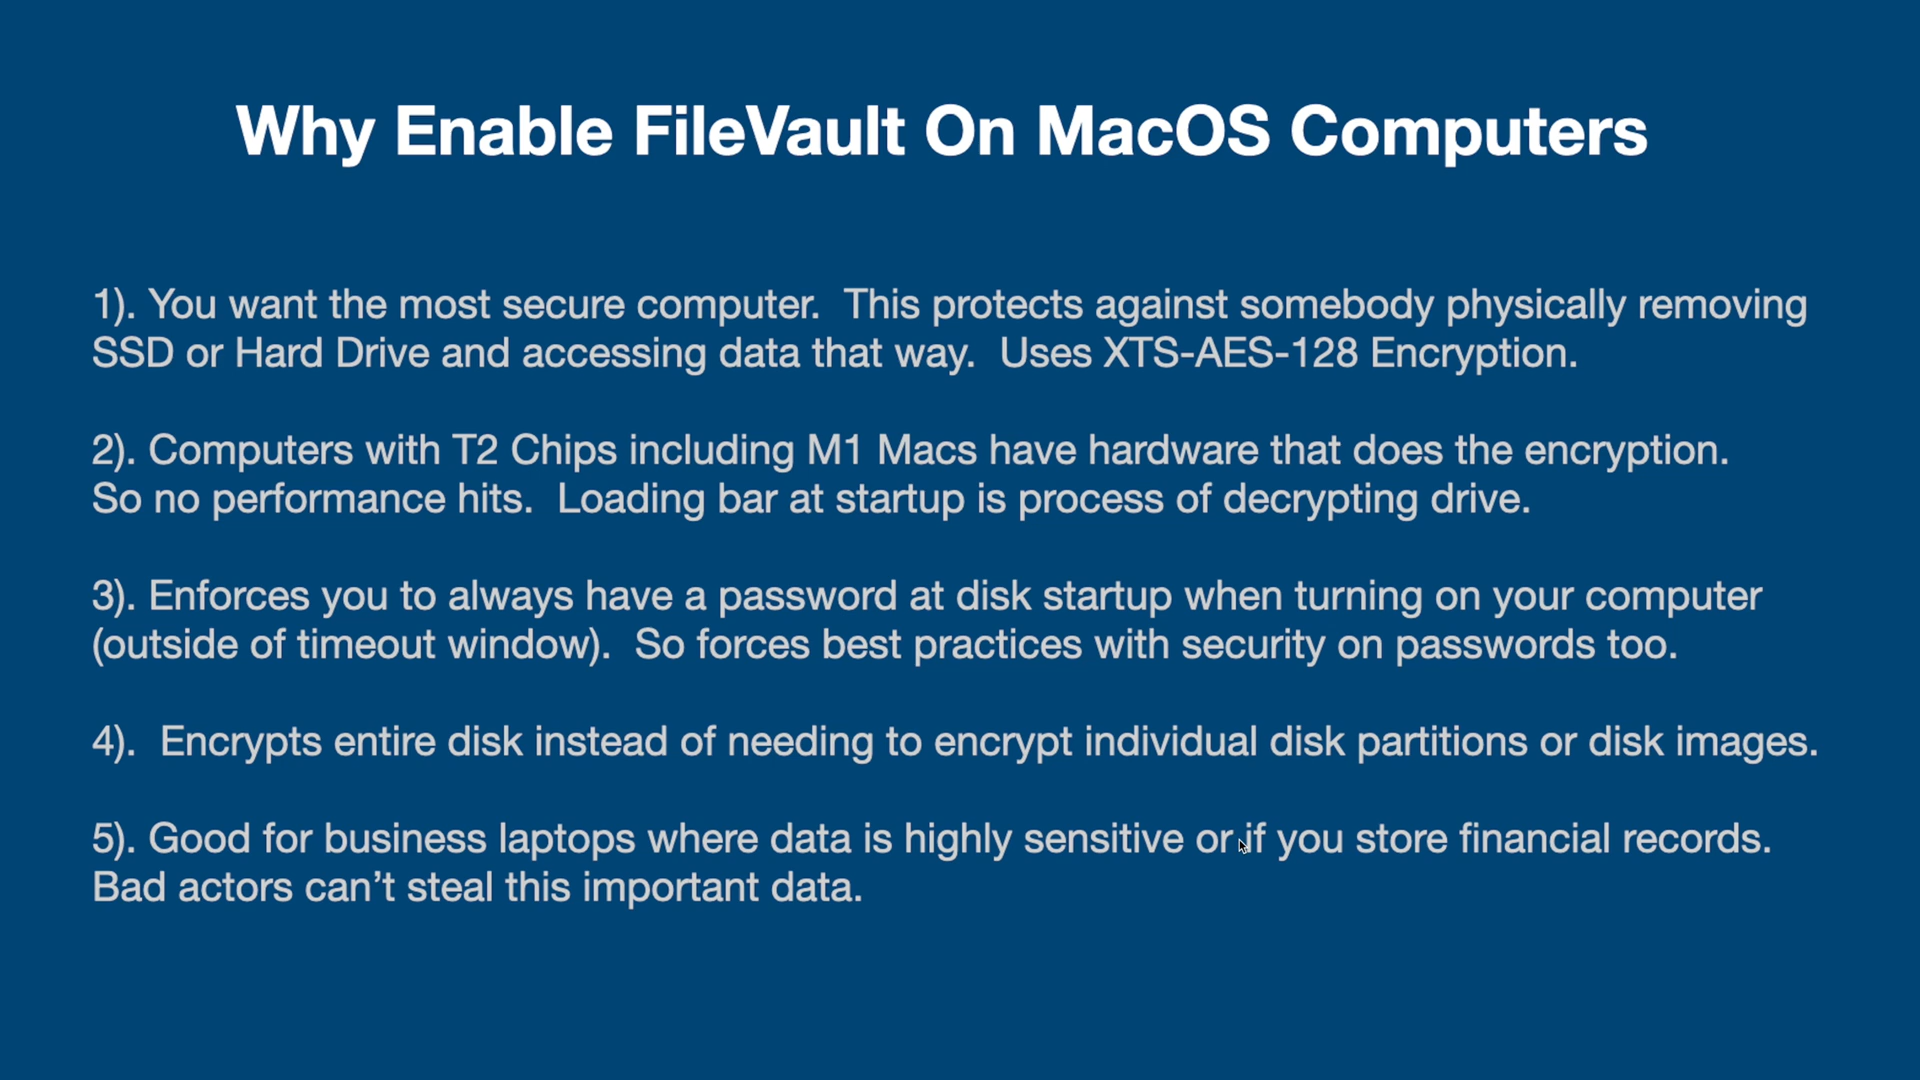 Why Enable FileVault On MacOS Computers
1). You want the most secure computer.  This protects against somebody physically removing
SSD or Hard Drive and accessing data that way.  Uses XTS-AES-128 Encryption.
2). Computers with T2 Chips including M1 Macs have hardware that does the encryption.
So no performance hits.  Loading bar at startup is process of decrypting drive.
3). Enforces you to always have a password at disk startup when turning on your computer
(outside of timeout window).  So forces best practices with security on passwords too.
4).  Encrypts entire disk instead of needing to encrypt individual disk partitions or disk images.
5). Good for business laptops where data is highly sensitive or if you store financial records.
Bad actors can’t steal this important data.